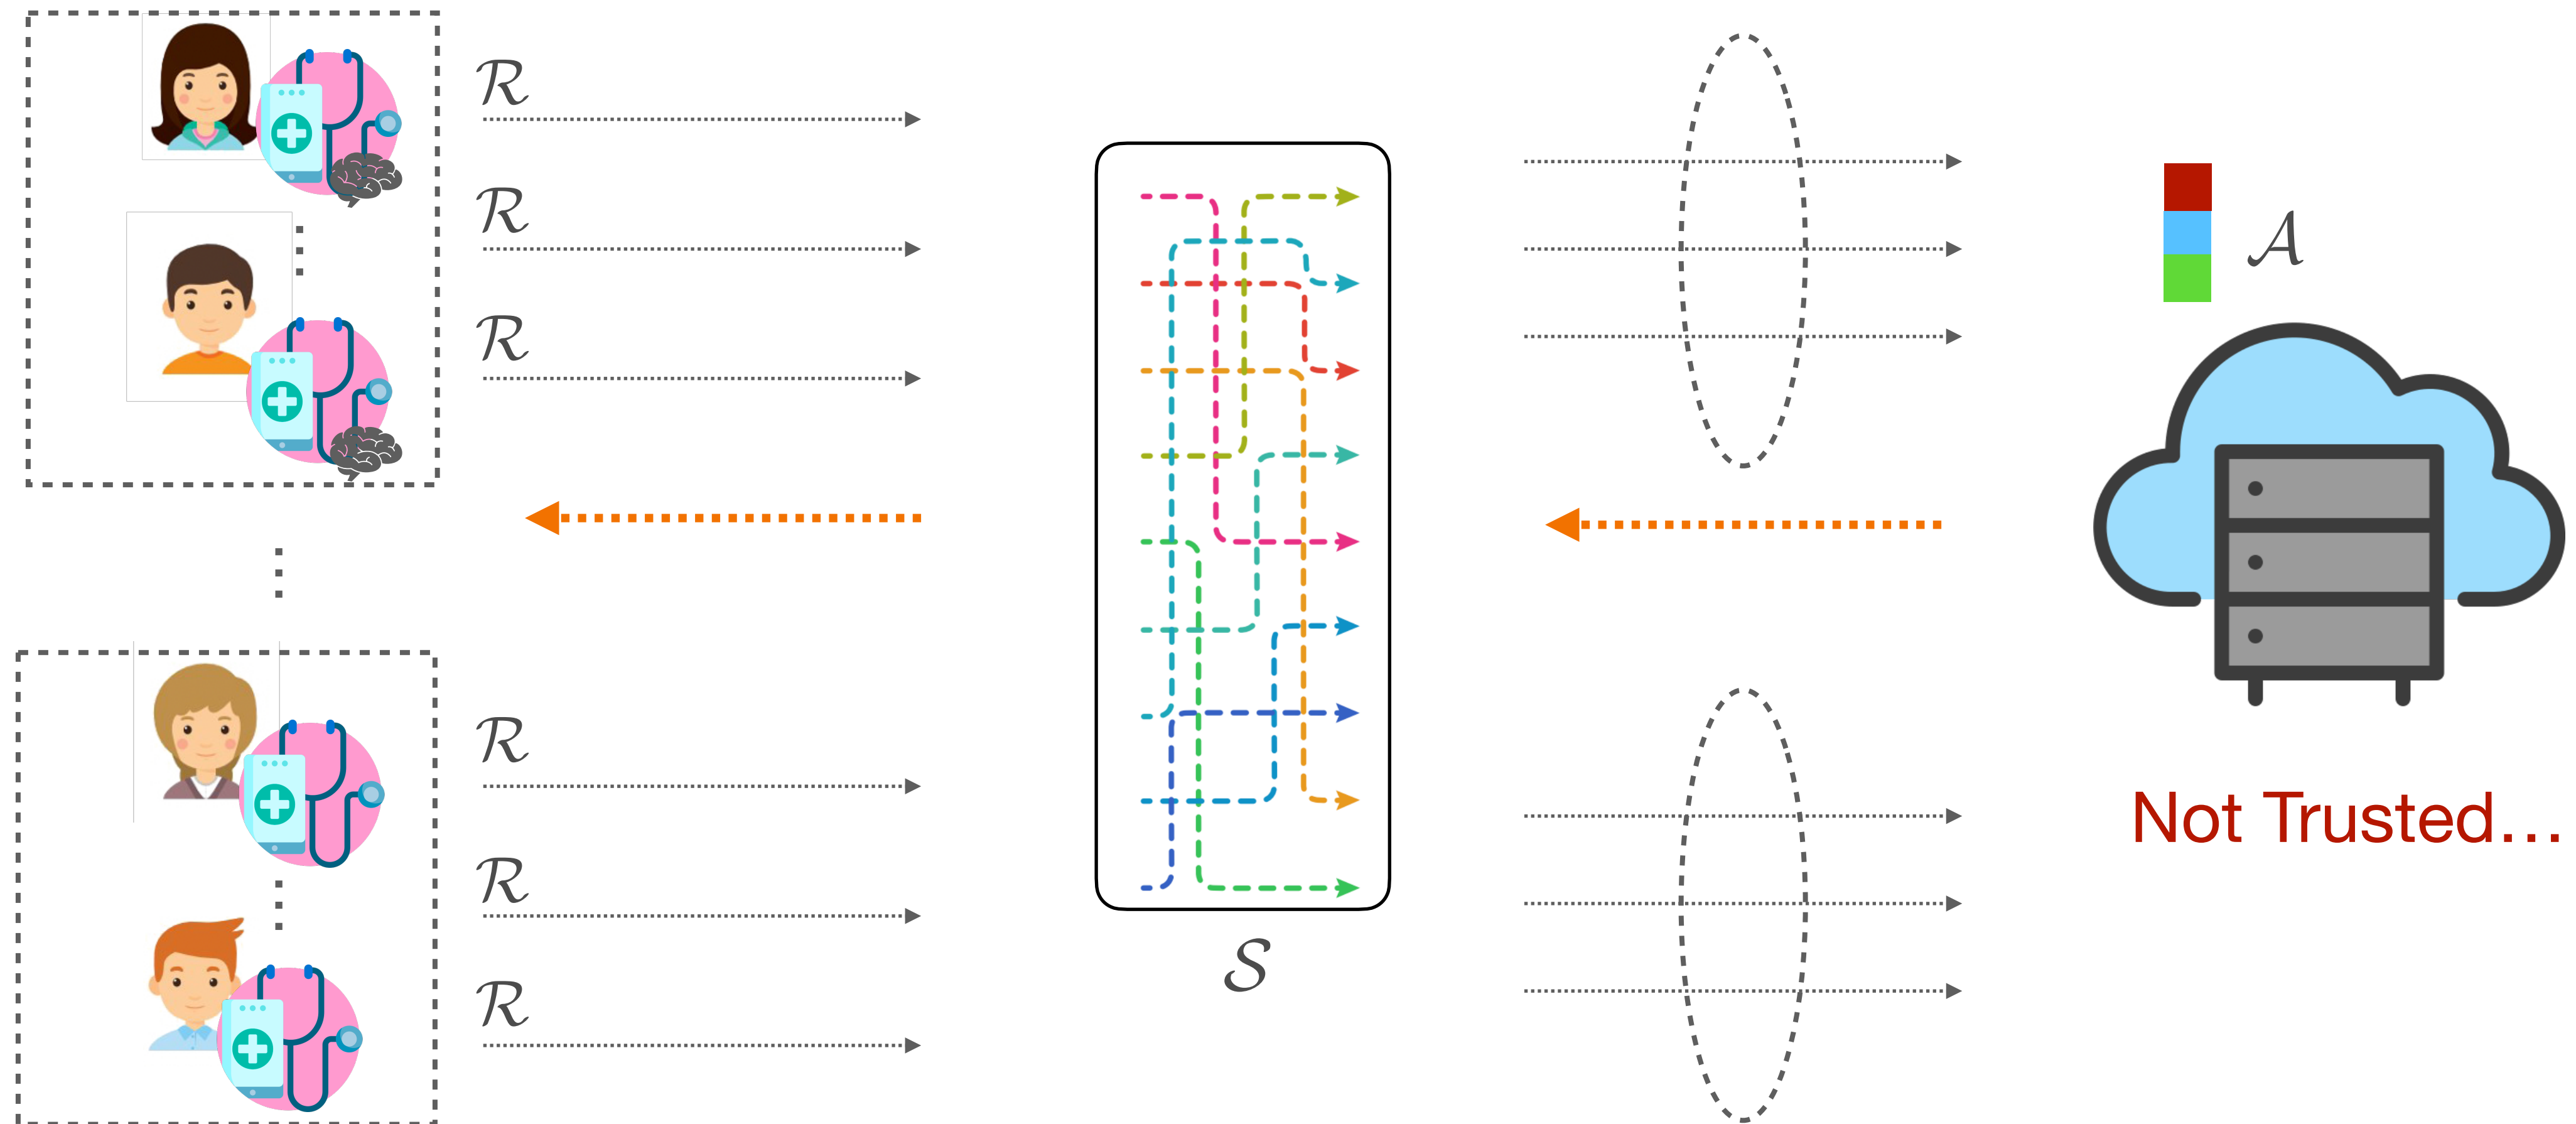 ℛ
ℛ
ℛ
𝒜
ℛ
Not Trusted…
ℛ
𝒮
ℛ